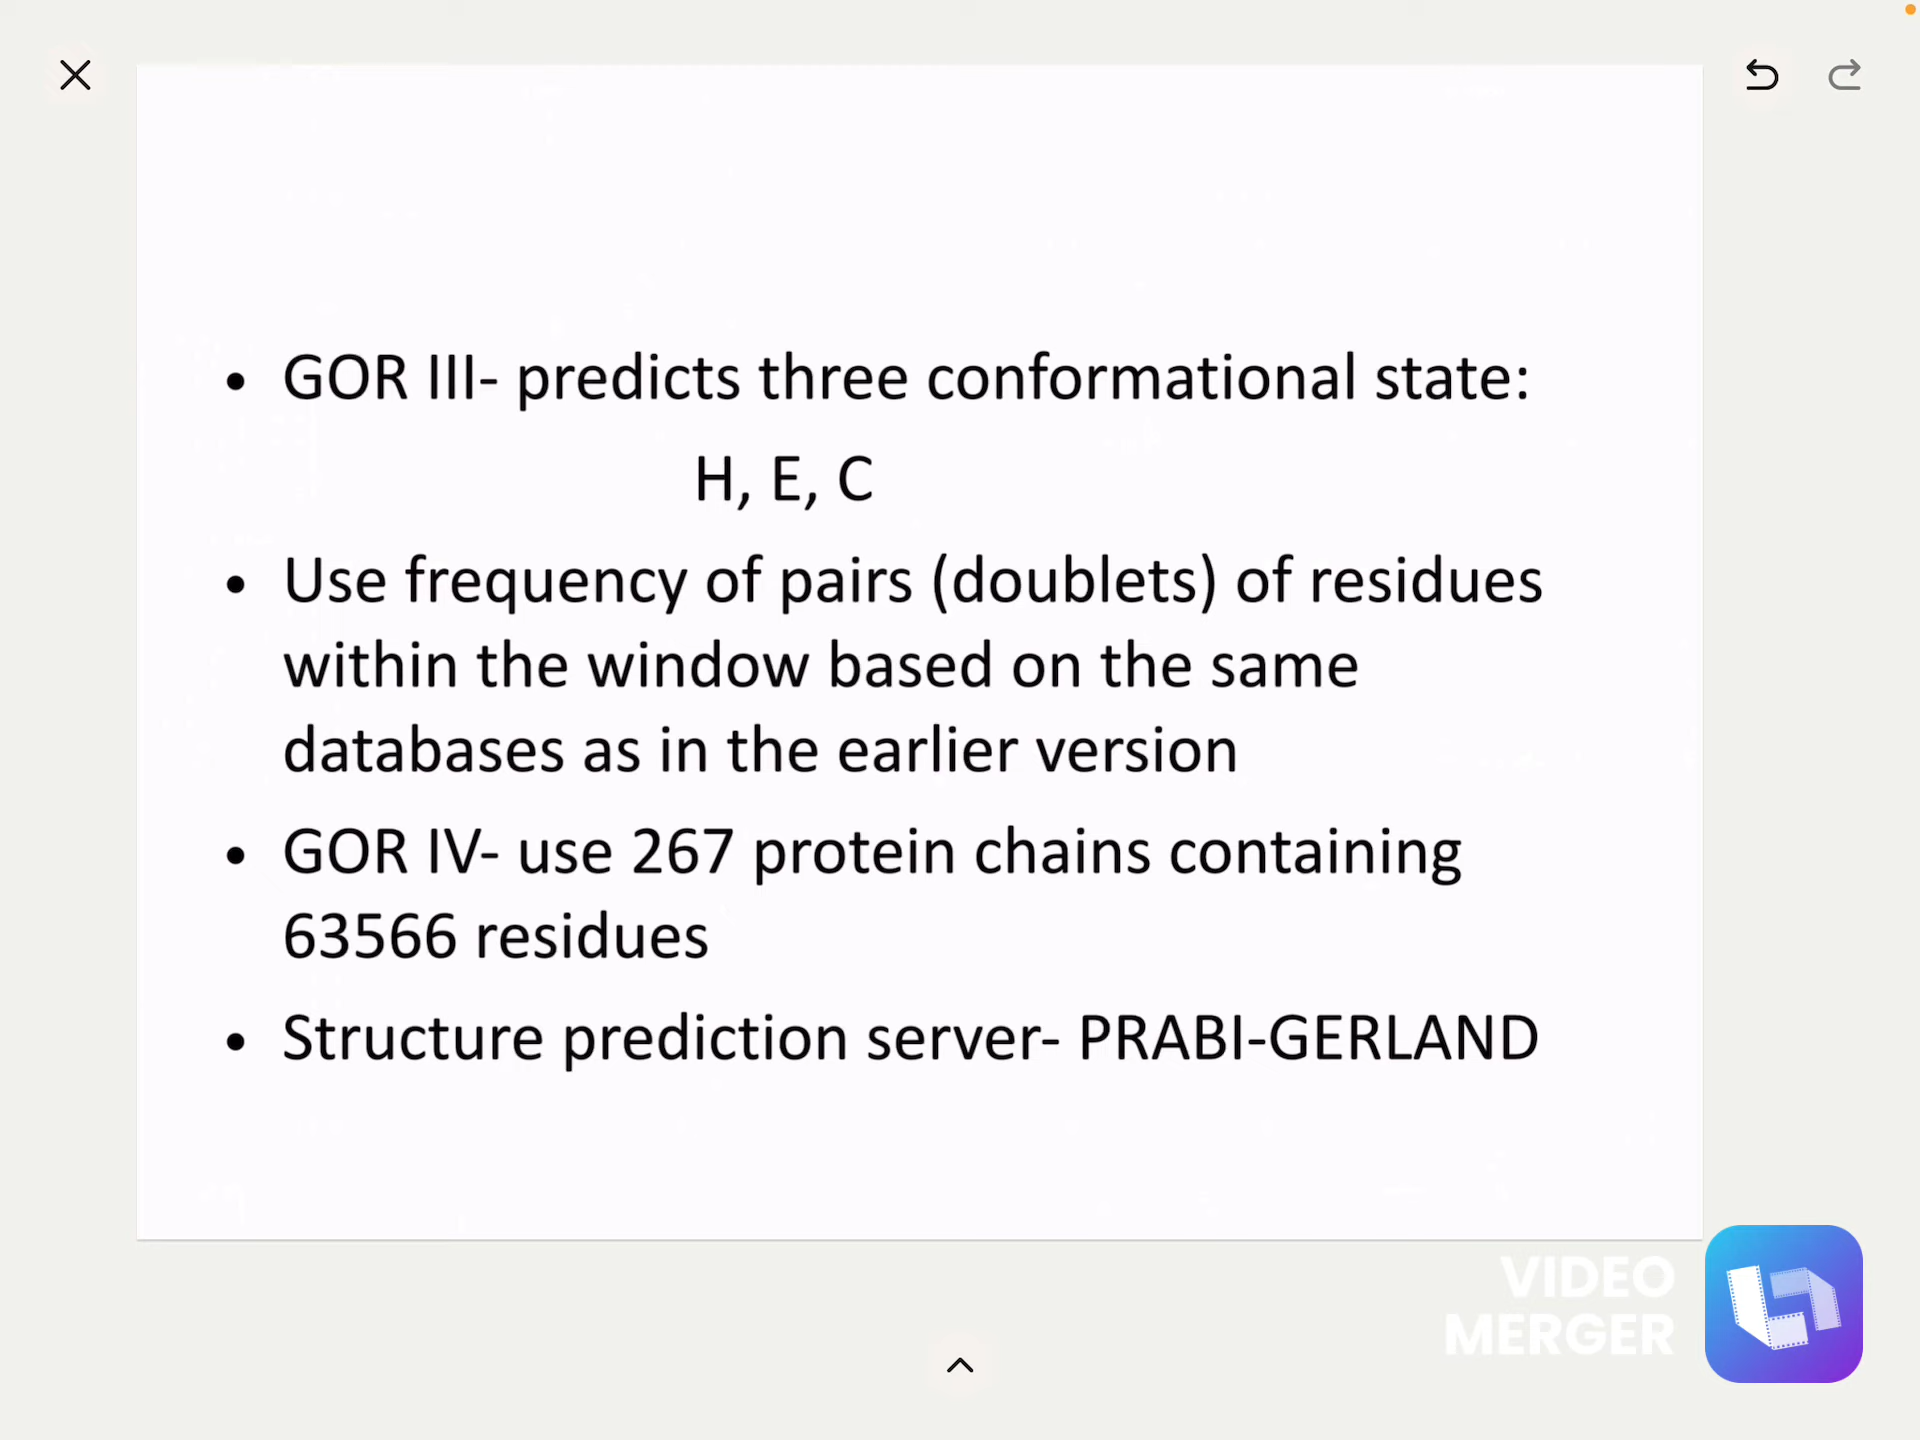 • GOR III- predicts three conformational state:
H, E, C
• Use frequency of pairs (doublets) of residues
within the window based on the same
databases as in the earlier version
• GOR IV- use 267 protein chains containing
63566 residues
• Structure prediction server- PRABI-GERLAND
VIDEO
MERGER